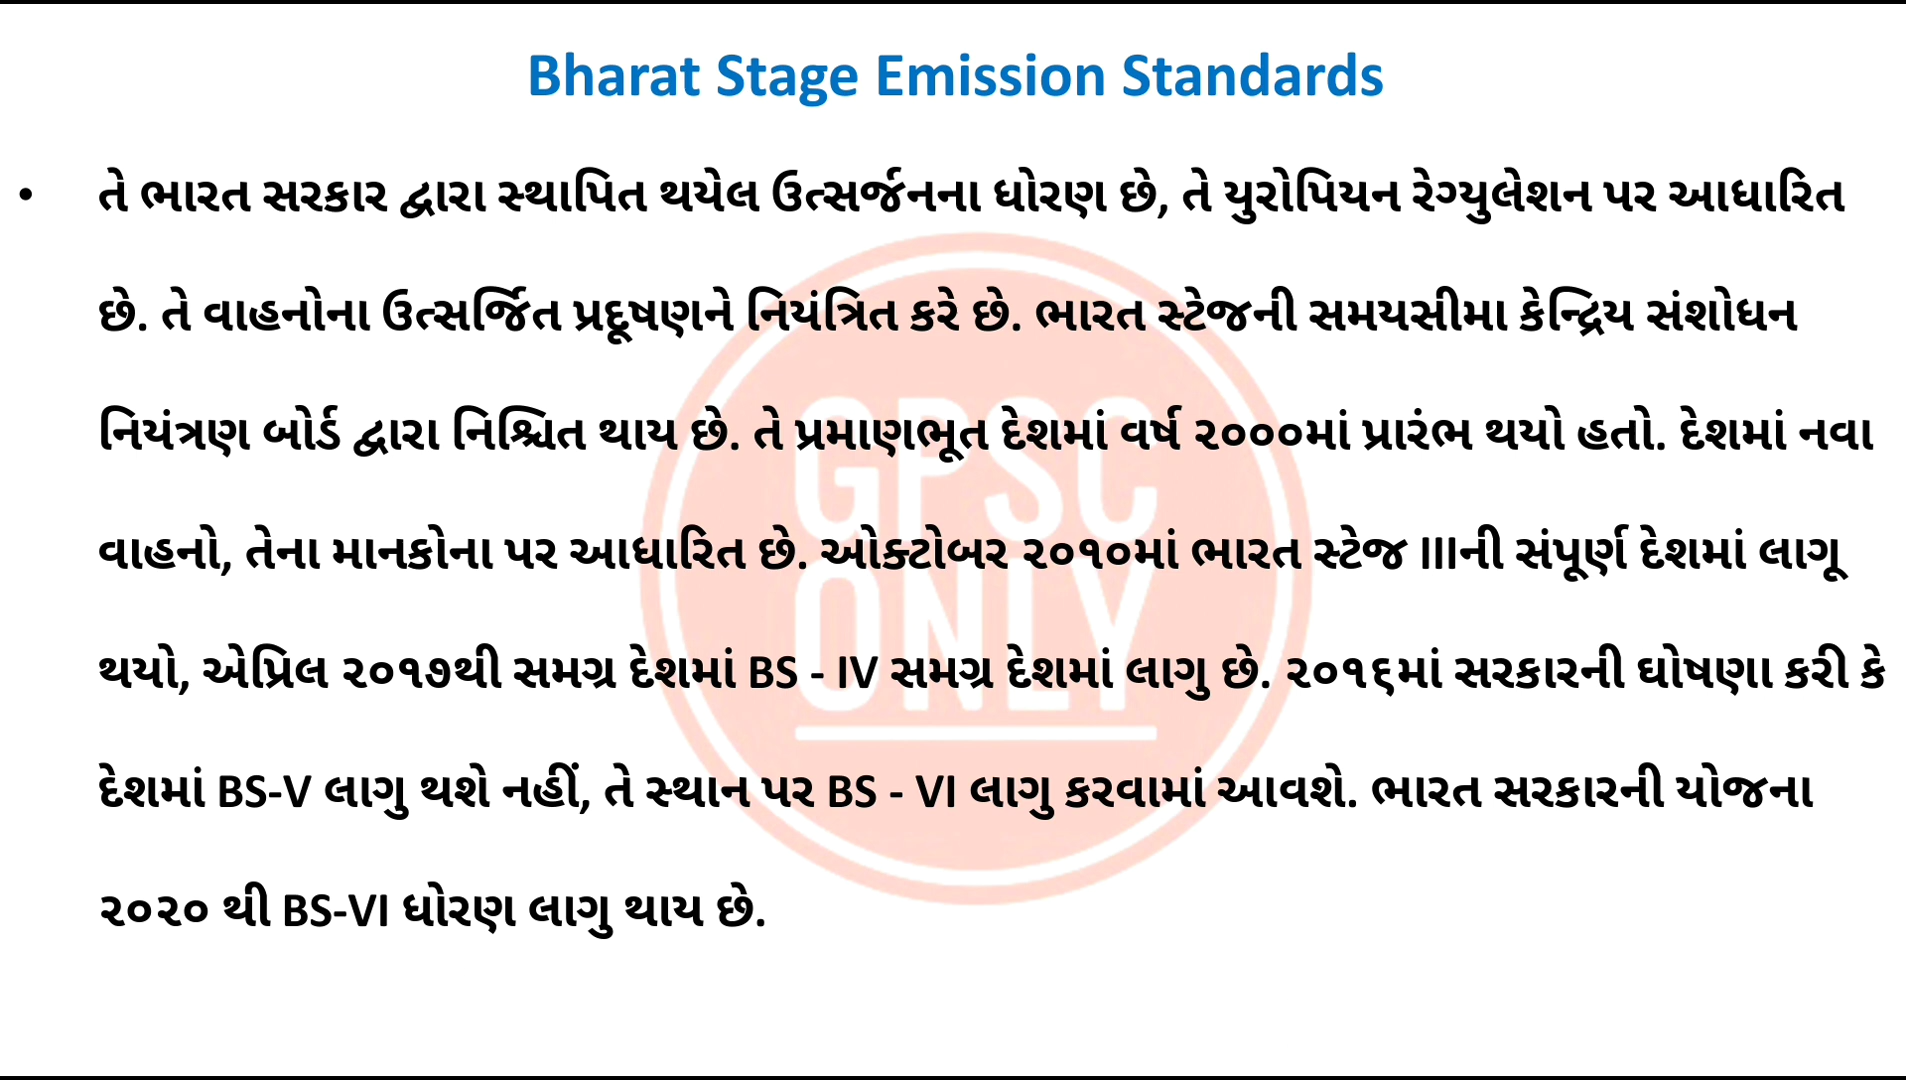 Bharat Stage Emission Standards
• તે ભારત સરકાર દ્વારા સ્થાપિત થયેલ ઉત્સર્જનના ધોરણ છે, તે યુરોપિયન રેગ્યુલેશન પર આધારિત
છે. તે વાહનોના ઉત્સર્જિત પ્રદૂષણને નિયંત્રિત કરે છે. ભારત સ્ટેજની સમયસીમા કેન્દ્રિય સંશોધન
નિયંત્રણ બોર્ડ દ્વારા નિશ્ચિત થાય છે. તે પ્રમાણભૂત દેશમાં વર્ષ ૨૦૦૦માં પ્રારંભ થયો હતો. દેશમાં નવા
વાહનો, તેના માનકોના પર આધારિત છે. ઓક્ટોબર ૨૦૧૦માં ભારત સ્ટેજ IIIની સંપૂર્ણ દેશમાં લાગૂ
થયો, એપ્રિલ ૨૦૧૭થી સમગ્ર દેશમાં BS - IV સમગ્ર દેશમાં લાગુ છે. ૨૦૧૬માં સરકારની ઘોષણા કરી કે
દેશમાં BS-V લાગુ થશે નહીં, તે સ્થાન પર BS - VI લાગુ કરવામાં આવશે. ભારત સરકારની યોજના
૨૦૨૦ થી BS-VI ધોરણ લાગુ થાય છે.
GPSC
ONLY